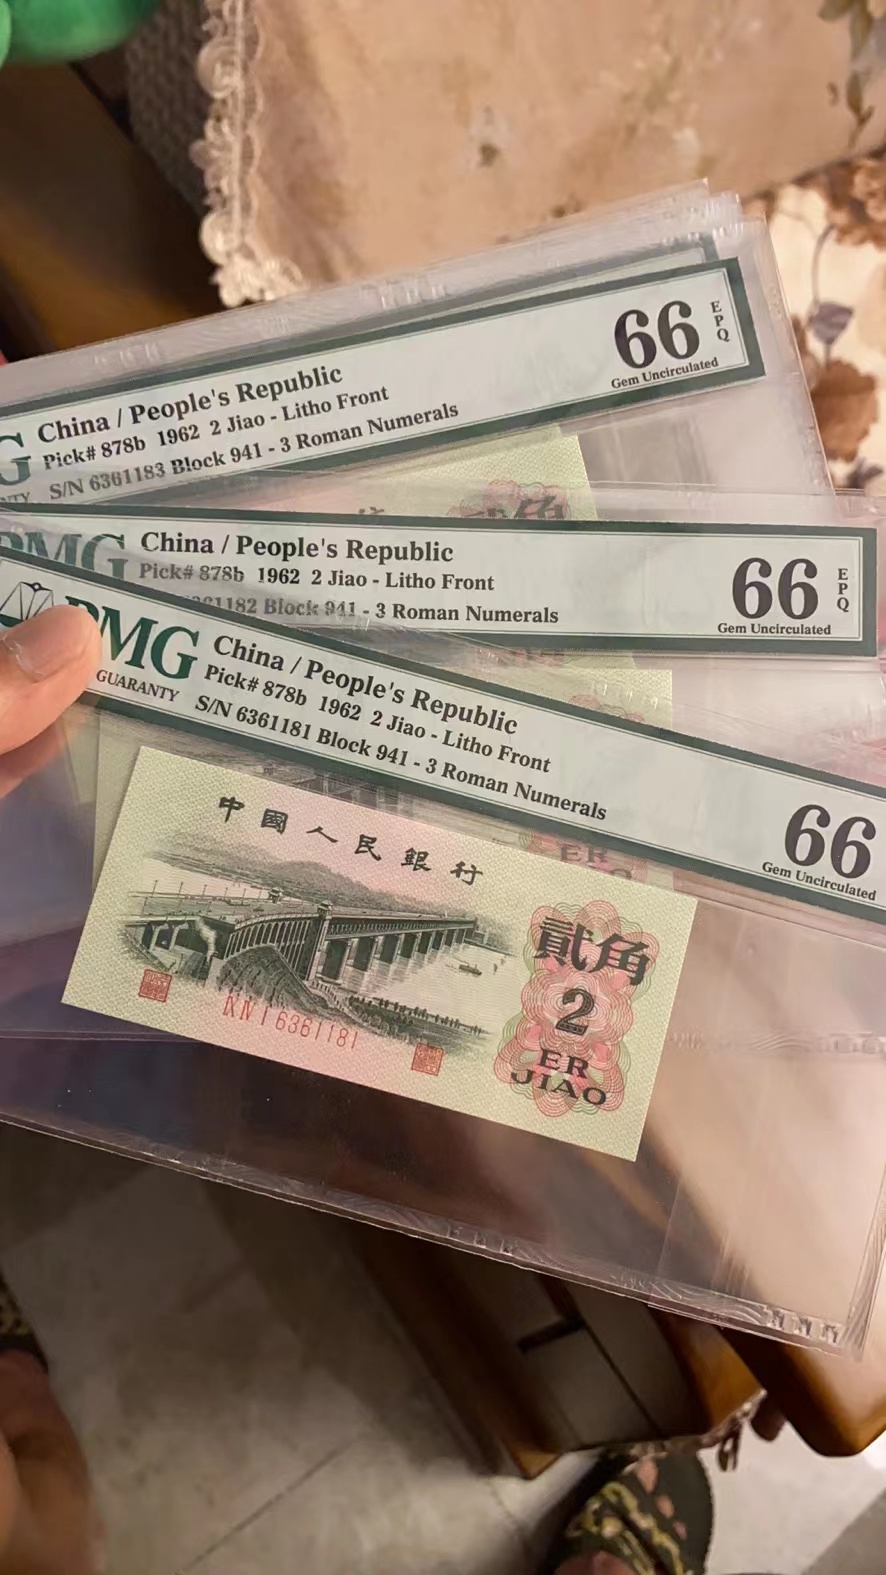 China / People's Republic
Pick# 878b 1962 2 Jiao - Litho Front
S/N 6361183 Block 941 - 3 Roman Numerals
66
EPQ
Gem Uncirculated
PMG
China / People's Republic
Pick# 878b 1962 2 Jiao - Litho Front
1182 Block 941 - 3 Roman Numerals
66
EPQ
Gem Uncirculated
PMG
GUARANTY
China / People's Republic
Pick# 878b 1962 2 Jiao - Litho Front
S/N 6361181 Block 941 - 3 Roman Numerals
66
Gem Uncirculated
中國人民銀行
貳角
2
ER
JIAO
6361181